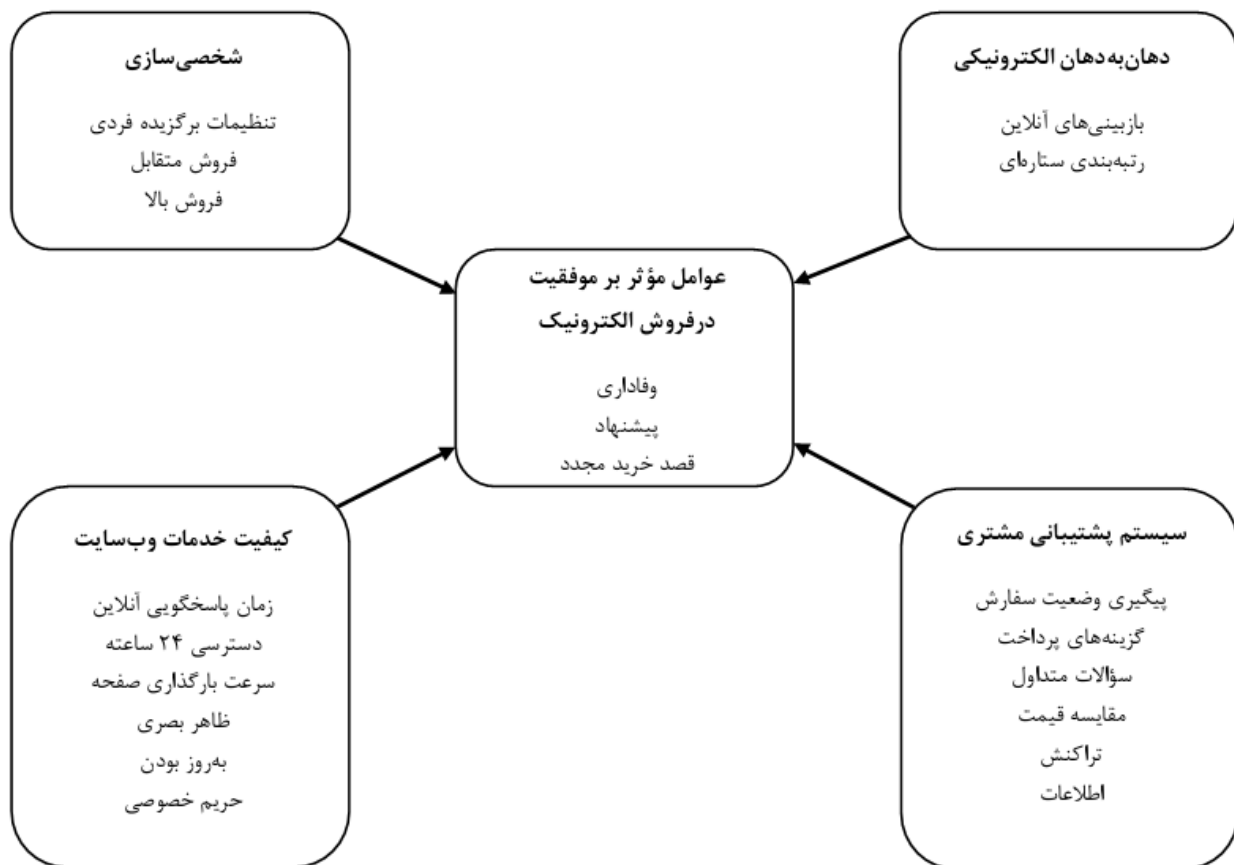 دهان‌به‌دهان الکترونیکی
بازبینی‌های آنلاین
رتبه‌بندی ستاره‌ای
شخصی‌سازی
تنظیمات برگزیده فردی
فروش متقابل
فروش بالا
عوامل مؤثر بر موفقیت
درفروش الکترونیک
وفاداری
پیشنهاد
قصد خرید مجدد
سیستم پشتیبانی مشتری
پیگیری وضعیت سفارش
گزینه‌های پرداخت
سؤالات متداول
مقایسه قیمت
تراکنش
اطلاعات
کیفیت خدمات وب‌سایت
زمان پاسخگویی آنلاین
دسترسی ۲۴ ساعته
سرعت بارگذاری صفحه
ظاهر بصری
به‌روز بودن
حریم خصوصی